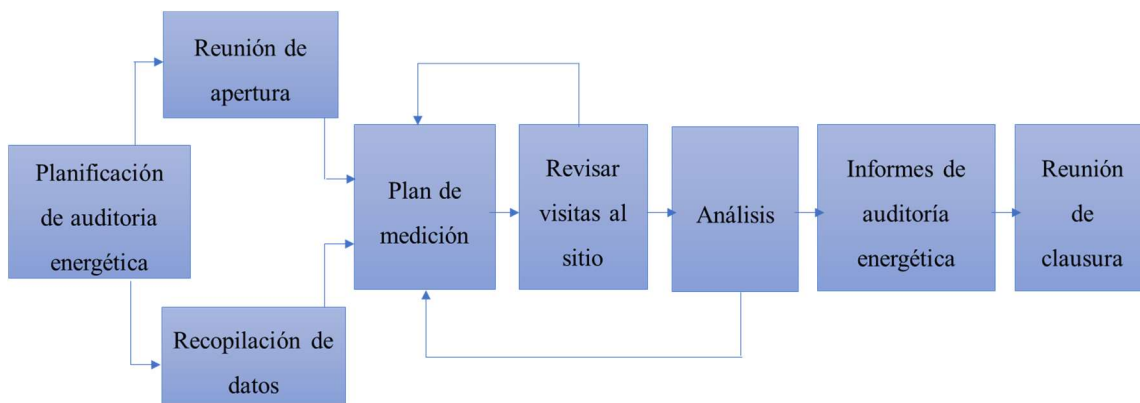 Planificación
de auditoria
energética
Reunión de
apertura
Recopilación de
datos
Plan de
medición
Revisar
visitas al
sitio
Análisis
Informes de
auditoría
energética
Reunión
de
clausura